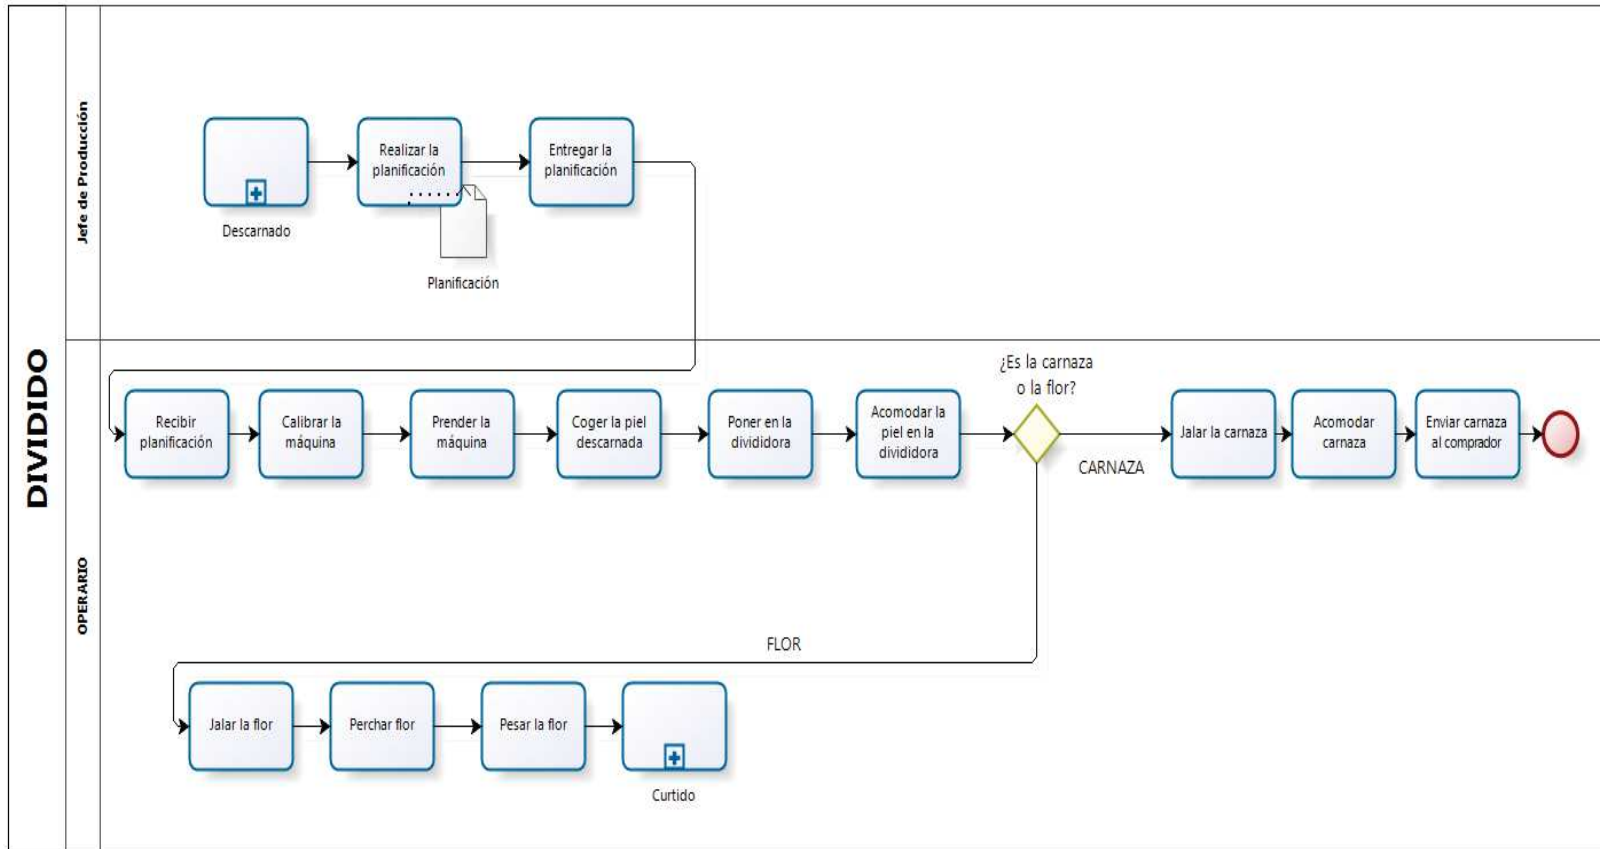 DIVIDIDO
Jefe de Producción
Realizar la
planificación
Entregar la
planificación
Descarnado
Planificación
OPERARIO
¿Es la carnaza
o la flor?
Recibir
planificación
Calibrar la
máquina
Prender la
máquina
Coger la piel
descarnada
Poner en la
divididora
Acomodar la
piel en la
divididora
CARNAZA
Jalar la carnaza
Acomodar
carnaza
Enviar carnaza
al comprador
FLOR
Jalar la flor
Perchar flor
Pesar la flor
Curtido